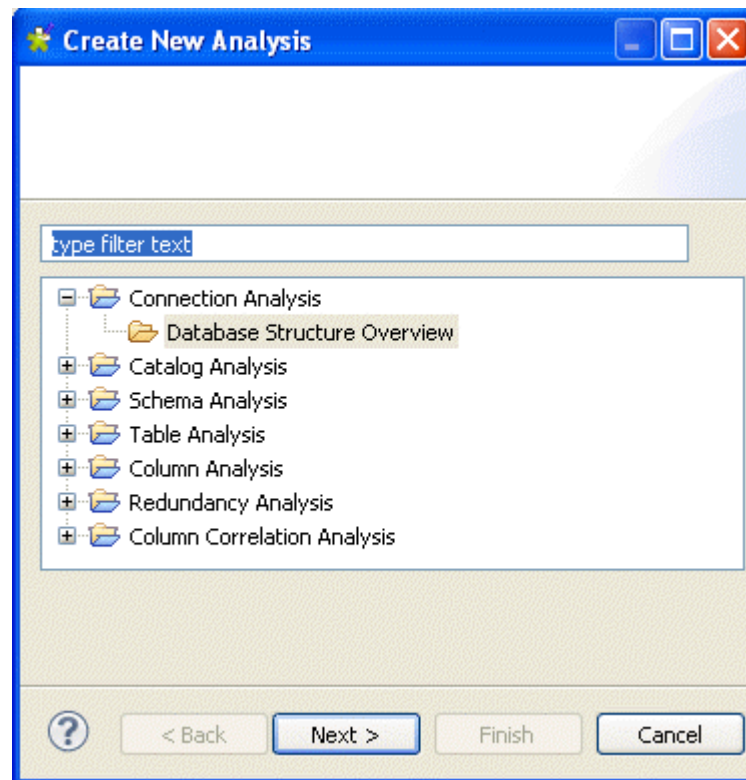 Create New Analysis
type filter text
Connection Analysis
Database Structure Overview
Catalog Analysis
Schema Analysis
Table Analysis
Column Analysis
Redundancy Analysis
Column Correlation Analysis
< Back Next > Finish Cancel